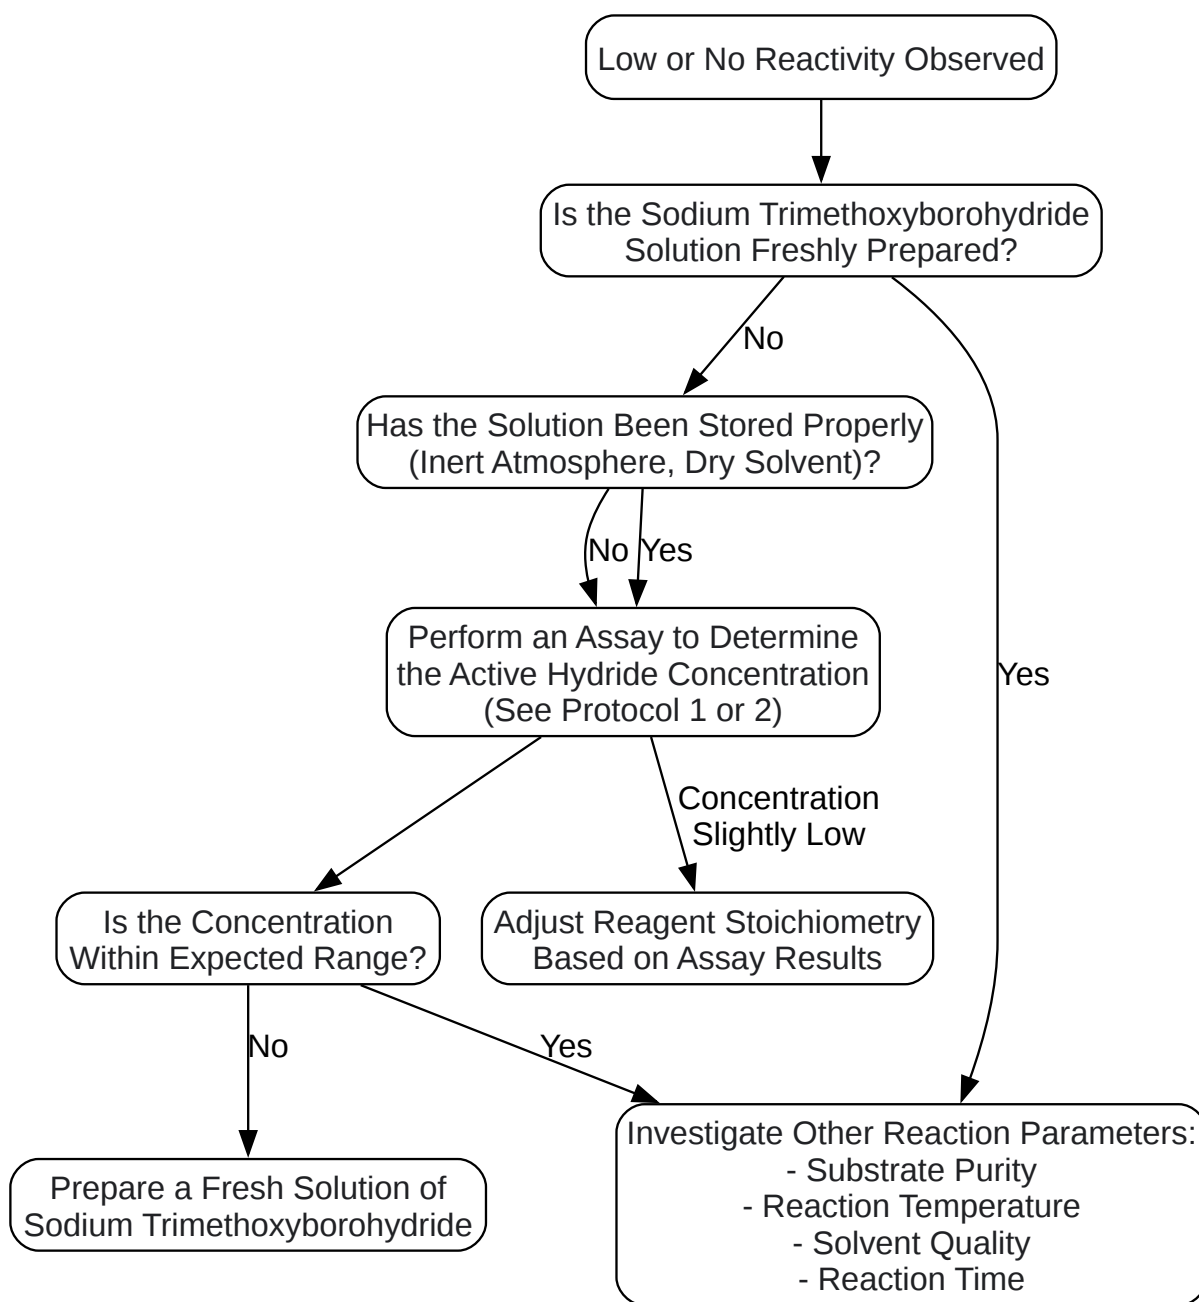 Low or No Reactivity Observed
Is the Sodium Trimethoxyborohydride
Solution Freshly Prepared?
No
Has the Solution Been Stored Properly
(Inert Atmosphere, Dry Solvent)?
No
Yes
Perform an Assay to Determine
the Active Hydride Concentration
(See Protocol 1 or 2)
Yes
Concentration
Slightly Low
Is the Concentration
Within Expected Range?
Adjust Reagent Stoichiometry
Based on Assay Results
No
Yes
Prepare a Fresh Solution of
Sodium Trimethoxyborohydride
Investigate Other Reaction Parameters:
- Substrate Purity
- Reaction Temperature
- Solvent Quality
- Reaction Time